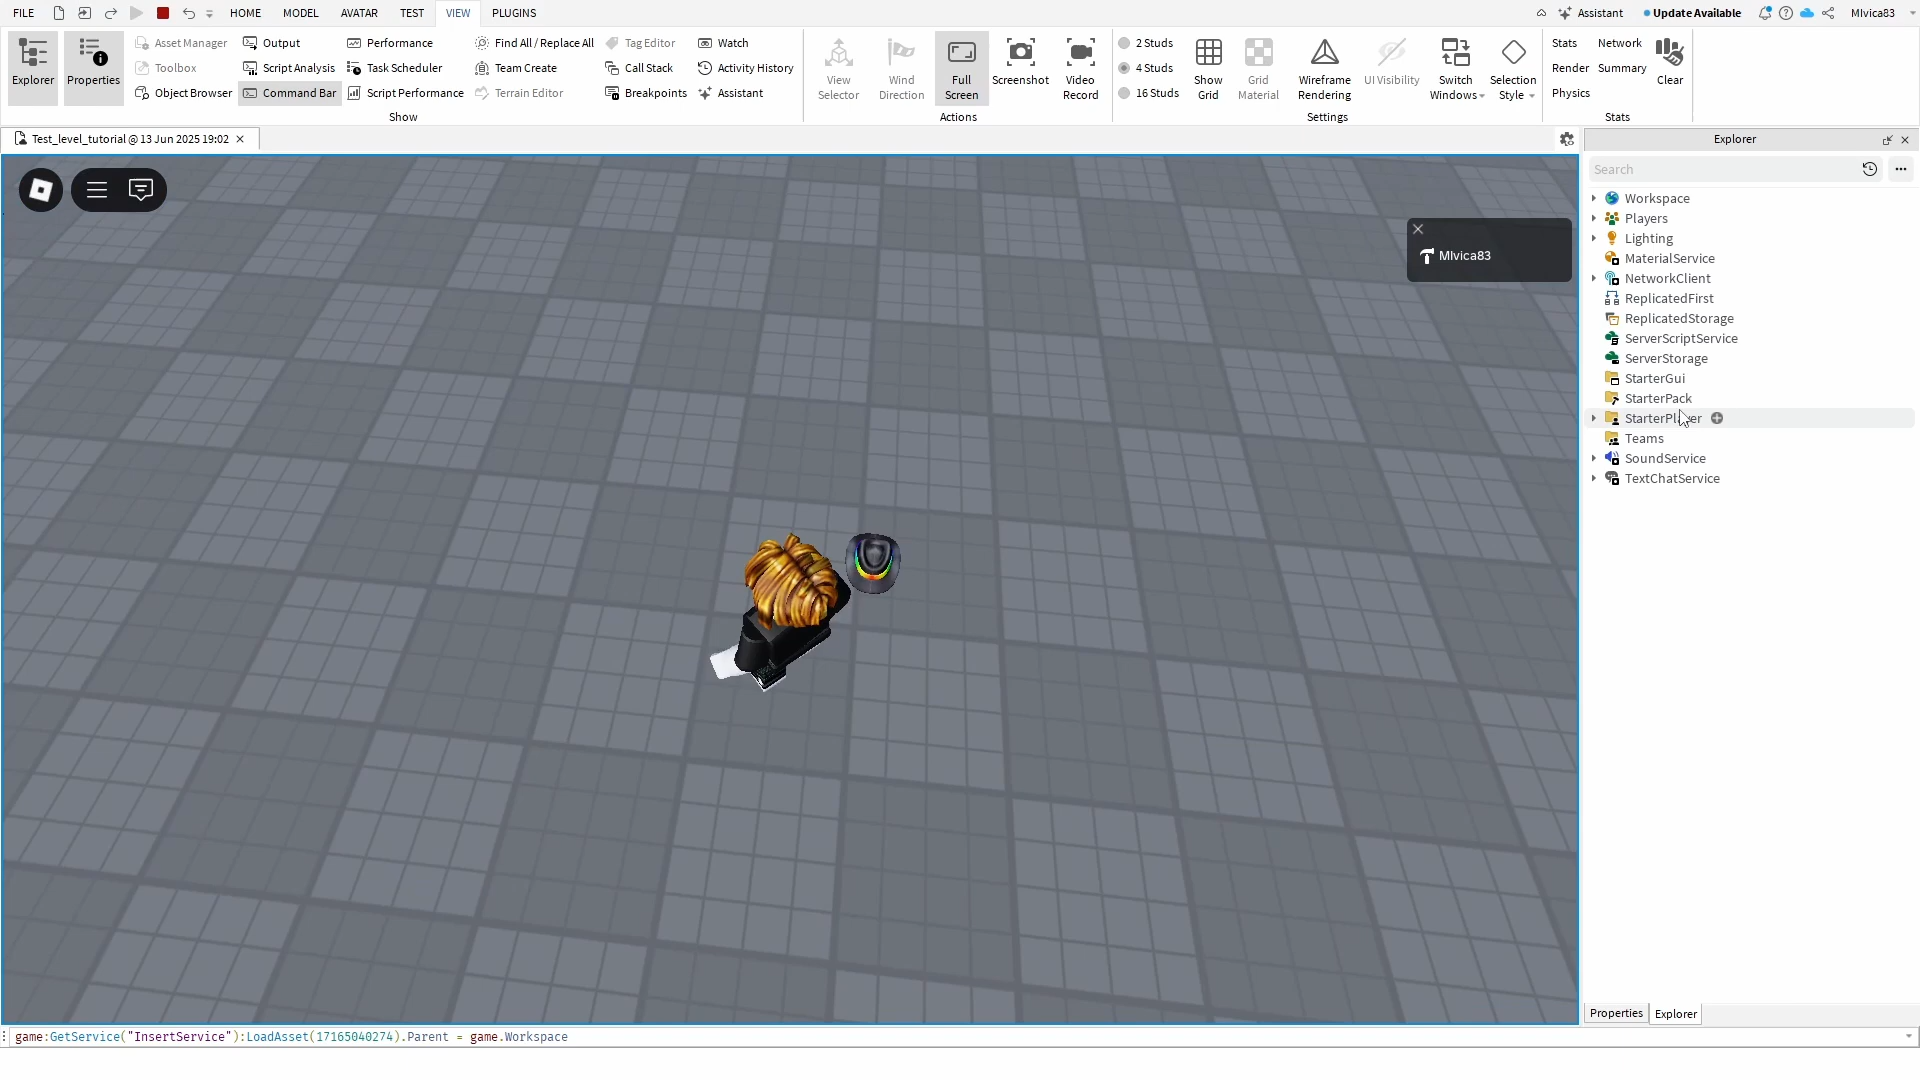 FILE HOME MODEL AVATAR TEST VIEW PLUGINS Assistant Update Available MIvica83
Explorer
Properties
Asset Manager
Toolbox
Object Browser
Output
Script Analysis
Command Bar
Performance
Task Scheduler
Script Performance
Find All / Replace All
Team Create
Terrain Editor
Tag Editor
Call Stack
Breakpoints
Watch
Activity History
Assistant
Show
View
Selector
Wind
Direction
Full
Screen
Screenshot
Video
Record
Actions
2 Studs
4 Studs
16 Studs
Show
Grid
Grid
Material
Wireframe
Rendering
UI Visibility
Switch
Windows
Selection
Style
Settings
Stats
Render
Physics
Network
Summary
Clear
Stats
Test_level_tutorial @ 13 Jun 2025 19:02
MIvica83
Explorer
Search
Workspace
Players
Lighting
MaterialService
NetworkClient
ReplicatedFirst
ReplicatedStorage
ServerScriptService
ServerStorage
StarterGui
StarterPack
StarterPlayer
Teams
SoundService
TextChatService
Properties Explorer
game:GetService("InsertService"):LoadAsset(17165040274).Parent = game.Workspace